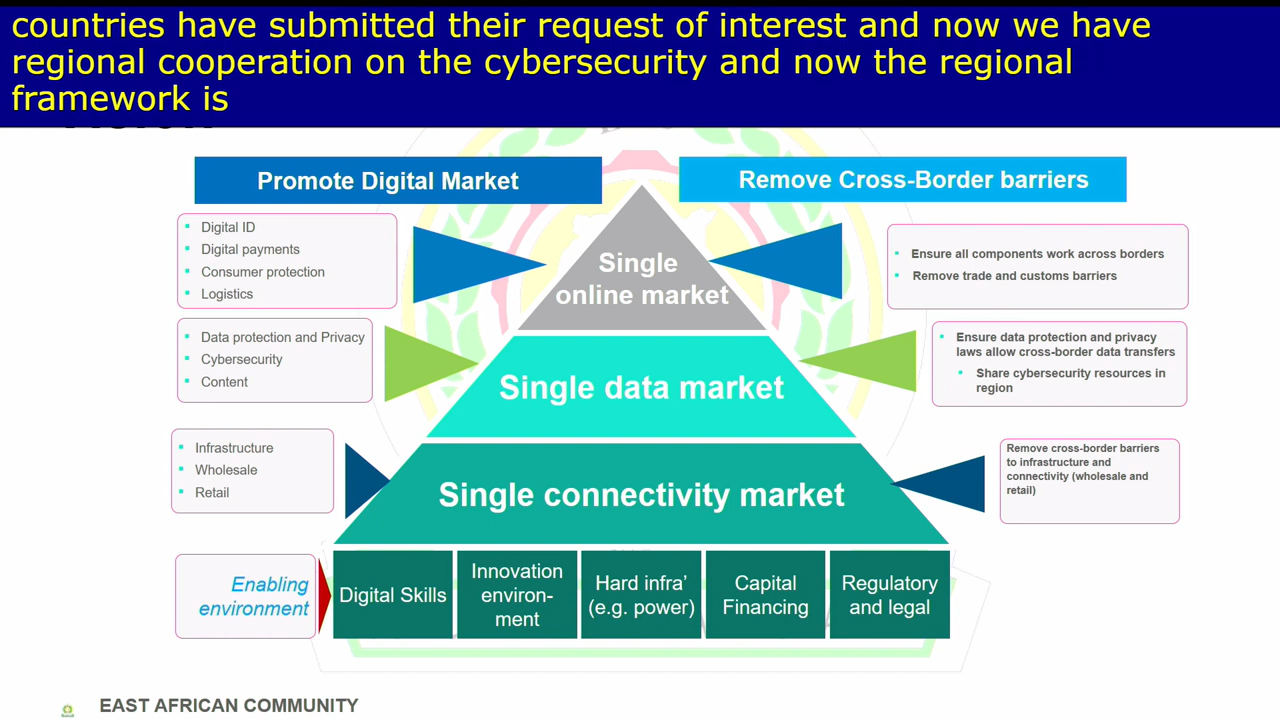 countries have submitted their request of interest and now we have
regional cooperation on the cybersecurity and now the regional
framework is
Promote Digital Market
Remove Cross-Border barriers
Digital ID
Digital payments
Consumer protection
Logistics
Single
online market
Ensure all components work across borders
Remove trade and customs barriers
Data protection and Privacy
Cybersecurity
Content
Single data market
Ensure data protection and privacy
laws allow cross-border data transfers
Share cybersecurity resources in
region
Infrastructure
Wholesale
Retail
Single connectivity market
Remove cross-border barriers
to infrastructure and
connectivity (wholesale and
retail)
Enabling
environment
Digital Skills
Innovation
environ-
ment
Hard infra’
(e.g. power)
Capital
Financing
Regulatory
and legal
EAST AFRICAN COMMUNITY